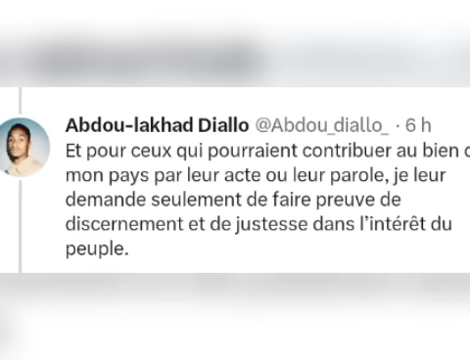 Abdou-lakhad Diallo @Abdou_diallo_ · 6 h
Et pour ceux qui pourraient contribuer au bien
mon pays par leur acte ou leur parole, je leur
demande seulement de faire preuve de
discernement et de justesse dans l'intérêt du
peuple.